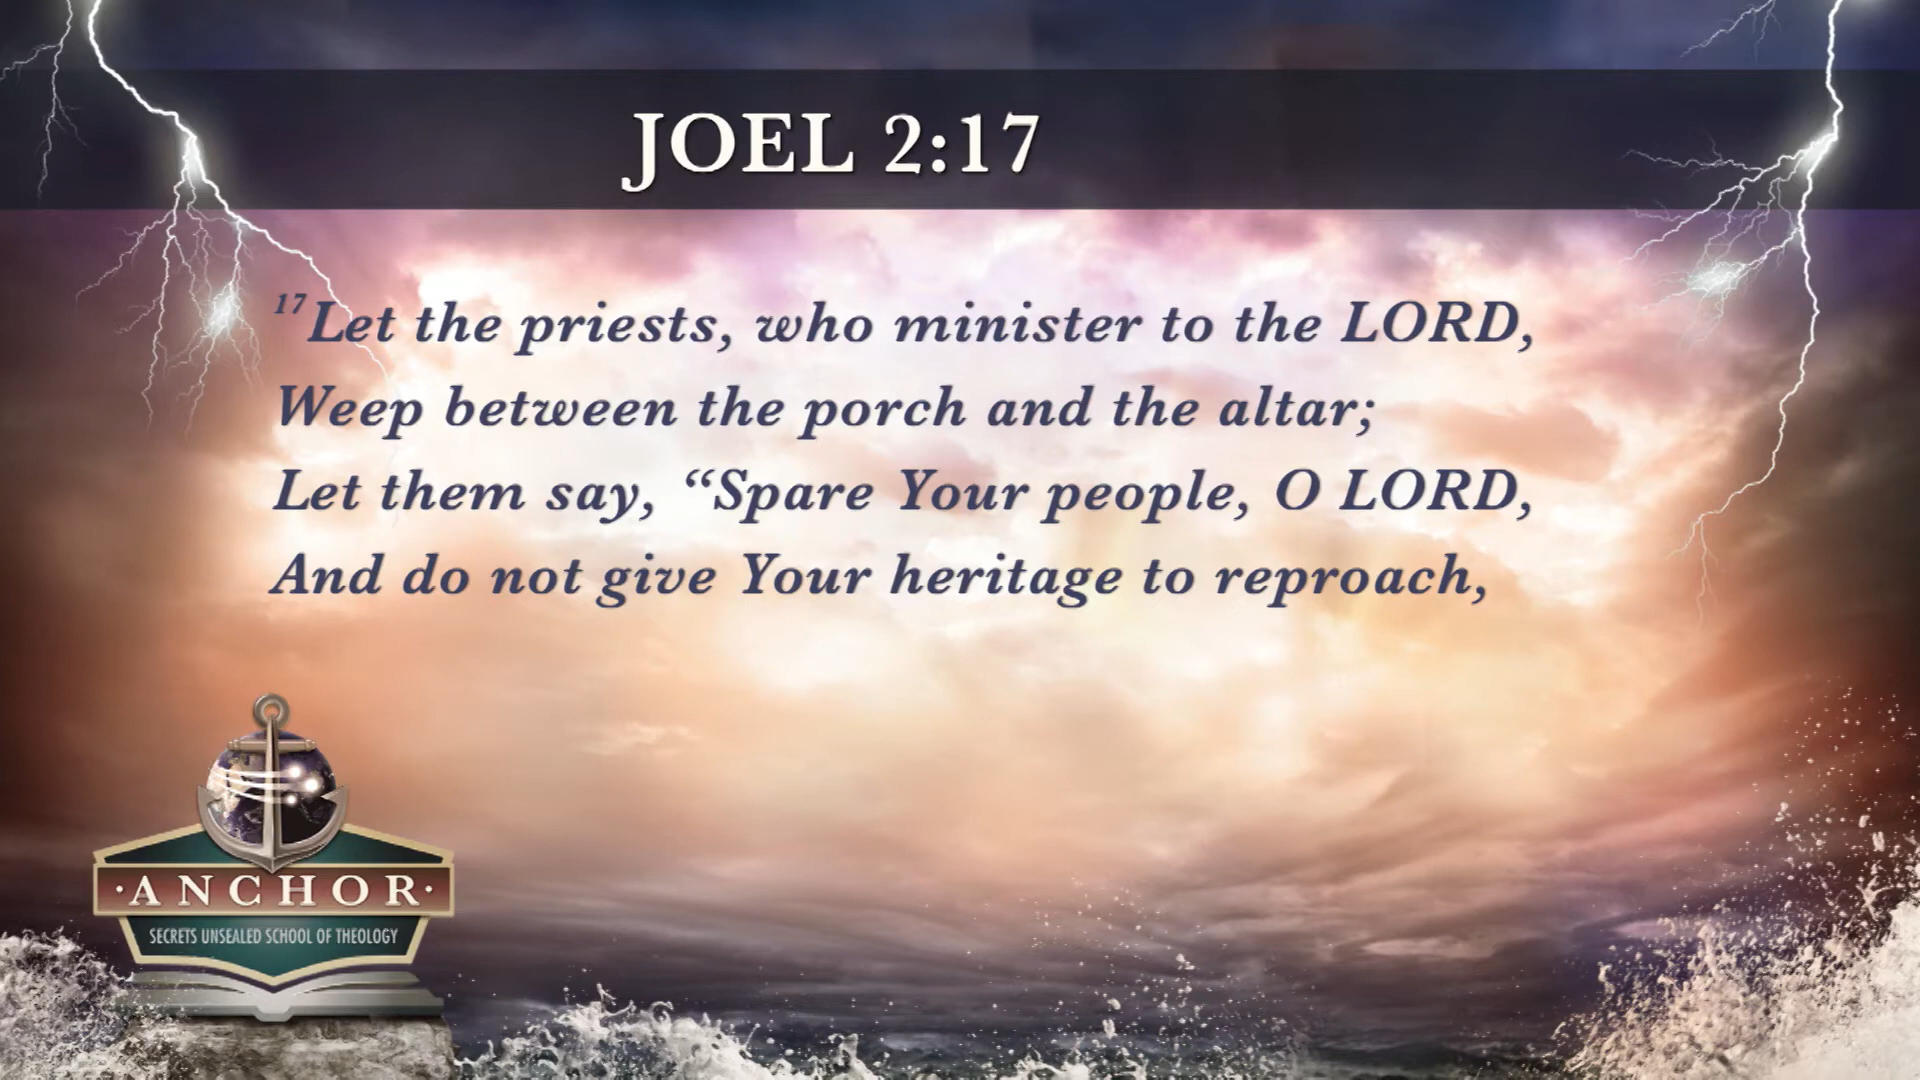 JOEL 2:17
17Let the priests, who minister to the LORD,
Weep between the porch and the altar;
Let them say, “Spare Your people, O LORD,
And do not give Your heritage to reproach,
·ANCHOR·
SECRETS UNSEALED SCHOOL OF THEOLOGY